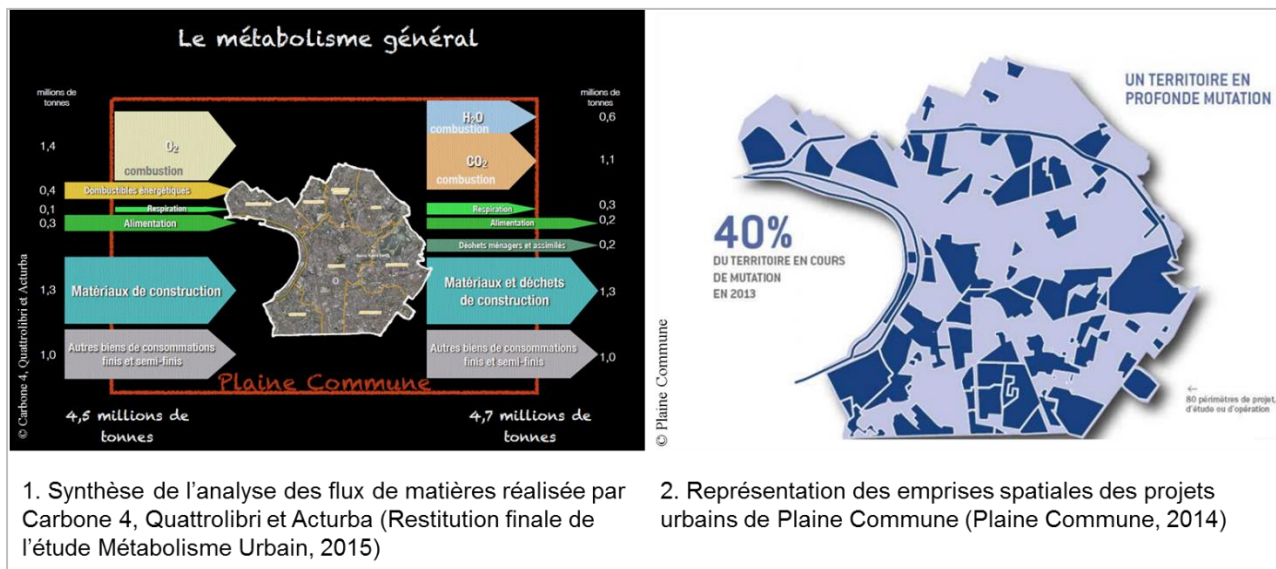 Le métabolisme général
millions de
tonnes
1,4
0,4
0,1
0,3
1,3
1,0
O₂
combustion
Combustibles énergétiques
Respiration
Alimentation
Matériaux de construction
Autres biens de consommations
finis et semi-finis
H₂O
combustion
CO₂
combustion
Respiration
Alimentation
Déchets ménagers et assimilés
Matériaux et déchets
de construction
Autres biens de consommations
finis et semi-finis
millions de
tonnes
0,6
1,1
0,3
0,2
0,2
1,3
1,0
Plaine Commune
4,5 millions de
tonnes
4,7 millions de
tonnes
© Carbone 4, Quattrolibri et Acturba
1. Synthèse de l’analyse des flux de matières réalisée par
Carbone 4, Quattrolibri et Acturba (Restitution finale de
l’étude Métabolisme Urbain, 2015)
UN TERRITOIRE EN
PROFONDE MUTATION
40%
DU TERRITOIRE EN COURS
DE MUTATION
EN 2013
←
80 périmètres de projet,
d'étude ou d'opération
© Plaine Commune
2. Représentation des emprises spatiales des projets
urbains de Plaine Commune (Plaine Commune, 2014)